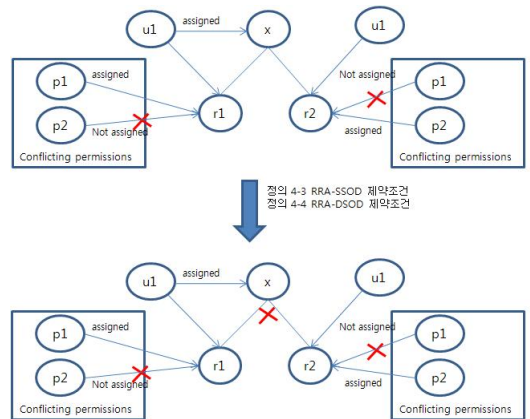 assigned
u1
x
u1
p1
assigned
Not assigned
p1
r1
r2
p2
Not assigned
assigned
p2
Conflicting permissions
Conflicting permissions
정의 4-3 RRA-SSOD 제약조건
정의 4-4 RRA-DSOD 제약조건
assigned
u1
x
u1
p1
assigned
Not assigned
p1
r1
r2
p2
Not assigned
assigned
p2
Conflicting permissions
Conflicting permissions